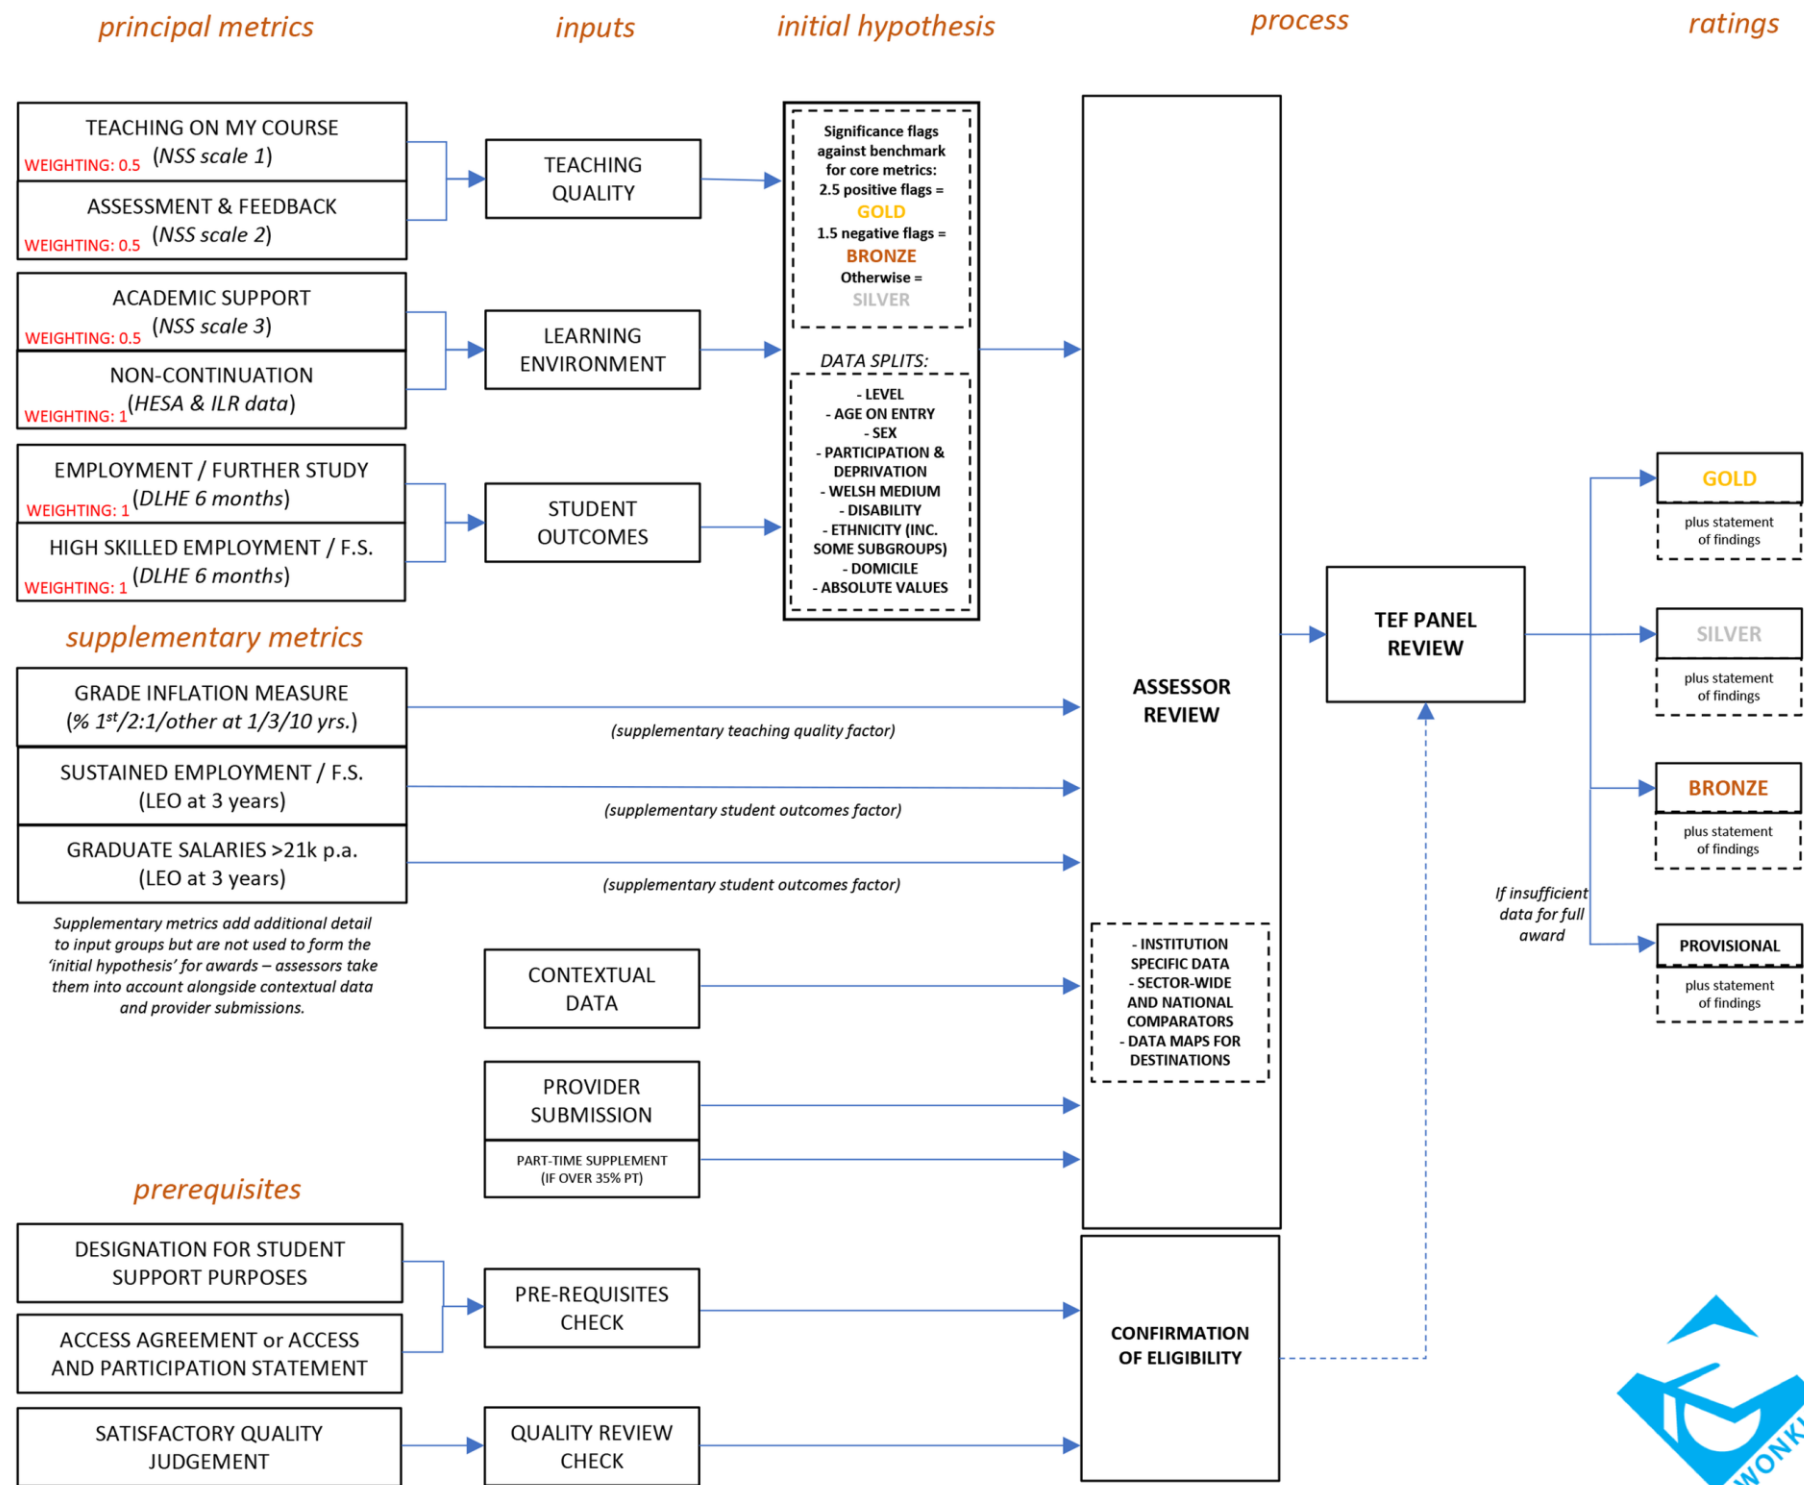 principal metrics
inputs
initial hypothesis
process
ratings
TEACHING ON MY COURSE
(NSS scale 1)
WEIGHTING: 0.5
ASSESSMENT & FEEDBACK
(NSS scale 2)
WEIGHTING: 0.5
ACADEMIC SUPPORT
(NSS scale 3)
WEIGHTING: 0.5
NON-CONTINUATION
(HESA & ILR data)
WEIGHTING: 1
EMPLOYMENT / FURTHER STUDY
(DLHE 6 months)
WEIGHTING: 1
HIGH SKILLED EMPLOYMENT / F.S.
(DLHE 6 months)
WEIGHTING: 1
TEACHING
QUALITY
LEARNING
ENVIRONMENT
STUDENT
OUTCOMES
Significance flags
against benchmark
for core metrics:
2.5 positive flags =
GOLD
1.5 negative flags =
BRONZE
Otherwise =
SILVER
DATA SPLITS:
- LEVEL
- AGE ON ENTRY
- SEX
- PARTICIPATION &
DEPRIVATION
- WELSH MEDIUM
- DISABILITY
- ETHNICITY (INC.
SOME SUBGROUPS)
- DOMICILE
- ABSOLUTE VALUES
supplementary metrics
GRADE INFLATION MEASURE
(% 1st/2:1/other at 1/3/10 yrs.)
(supplementary teaching quality factor)
SUSTAINED EMPLOYMENT / F.S.
(LEO at 3 years)
(supplementary student outcomes factor)
GRADUATE SALARIES >21k p.a.
(LEO at 3 years)
(supplementary student outcomes factor)
Supplementary metrics add additional detail
to input groups but are not used to form the
‘initial hypothesis’ for awards – assessors take
them into account alongside contextual data
and provider submissions.
CONTEXTUAL
DATA
PROVIDER
SUBMISSION
PART-TIME SUPPLEMENT
(IF OVER 35% PT)
prerequisites
DESIGNATION FOR STUDENT
SUPPORT PURPOSES
ACCESS AGREEMENT or ACCESS
AND PARTICIPATION STATEMENT
SATISFACTORY QUALITY
JUDGEMENT
PRE-REQUISITES
CHECK
QUALITY REVIEW
CHECK
ASSESSOR
REVIEW
- INSTITUTION
SPECIFIC DATA
- SECTOR-WIDE
AND NATIONAL
COMPARATORS
- DATA MAPS FOR
DESTINATIONS
CONFIRMATION
OF ELIGIBILITY
TEF PANEL
REVIEW
If insufficient
data for full
award
GOLD
plus statement
of findings
SILVER
plus statement
of findings
BRONZE
plus statement
of findings
PROVISIONAL
plus statement
of findings